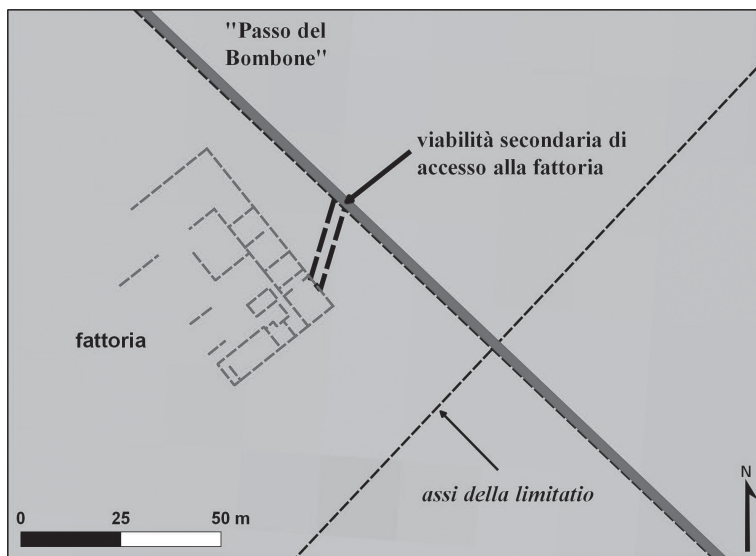 "Passo del
Bombone"
viabilità secondaria di
accesso alla fattoria
fattoria
assi della limitatio
N
0 25 50 m